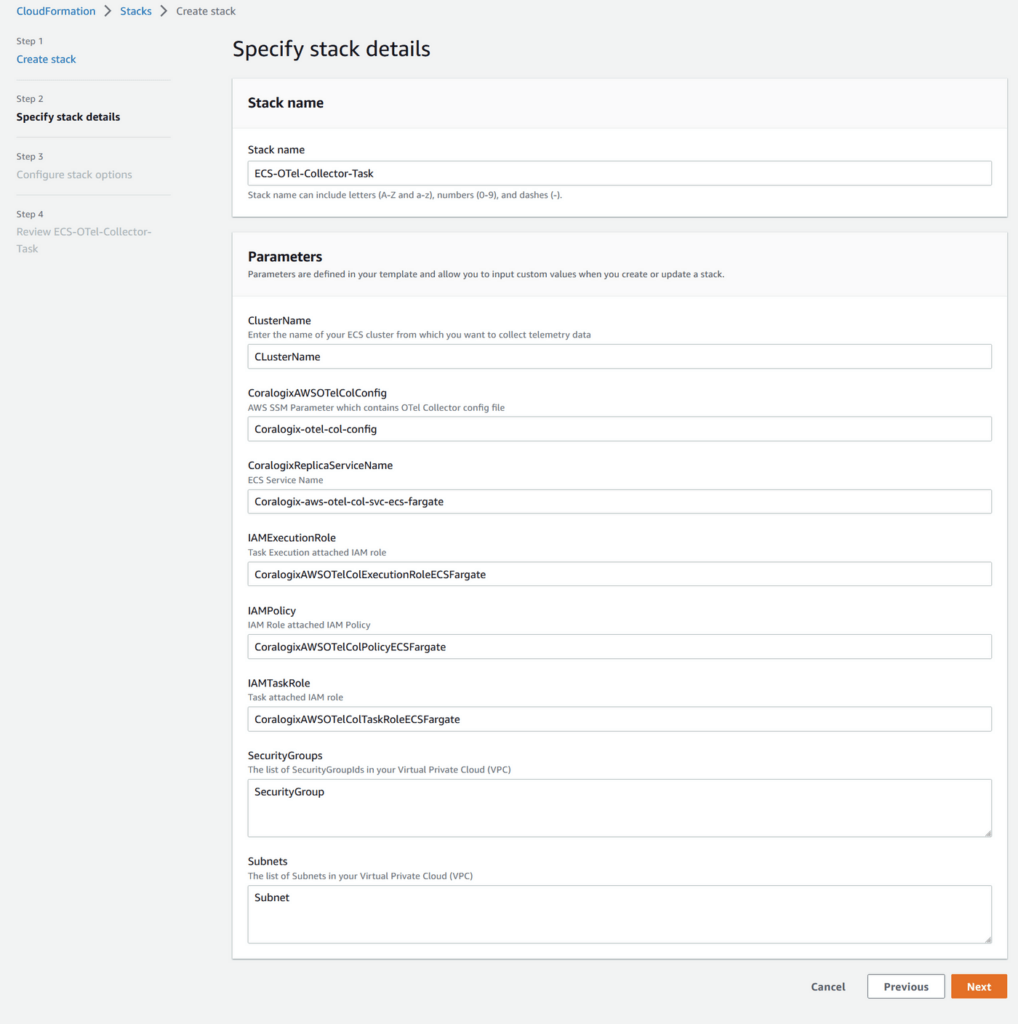 CloudFormation > Stacks > Create stack
Step 1
Create stack
Step 2
Specify stack details
Step 3
Configure stack options
Step 4
Review ECS-OTel-Collector-
Task
Specify stack details
Stack name
Stack name
ECS-OTel-Collector-Task
Stack name can include letters (A-Z and a-z), numbers (0-9), and dashes (-).
Parameters
Parameters are defined in your template and allow you to input custom values when you create or update a stack.
ClusterName
Enter the name of your ECS cluster from which you want to collect telemetry data
CLusterName
CoralogixAWSOTelColConfig
AWS SSM Parameter which contains OTel Collector config file
Coralogix-otel-col-config
CoralogixReplicaServiceName
ECS Service Name
Coralogix-aws-otel-col-svc-ecs-fargate
IAMExecutionRole
Task Execution attached IAM role
CoralogixAWSOTelColExecutionRoleECSFargate
IAMPolicy
IAM Role attached IAM Policy
CoralogixAWSOTelColPolicyECSFargate
IAMTaskRole
Task attached IAM role
CoralogixAWSOTelColTaskRoleECSFargate
SecurityGroups
The list of SecurityGroupIds in your Virtual Private Cloud (VPC)
SecurityGroup
Subnets
The list of Subnets in your Virtual Private Cloud (VPC)
Subnet
Cancel
Previous
Next